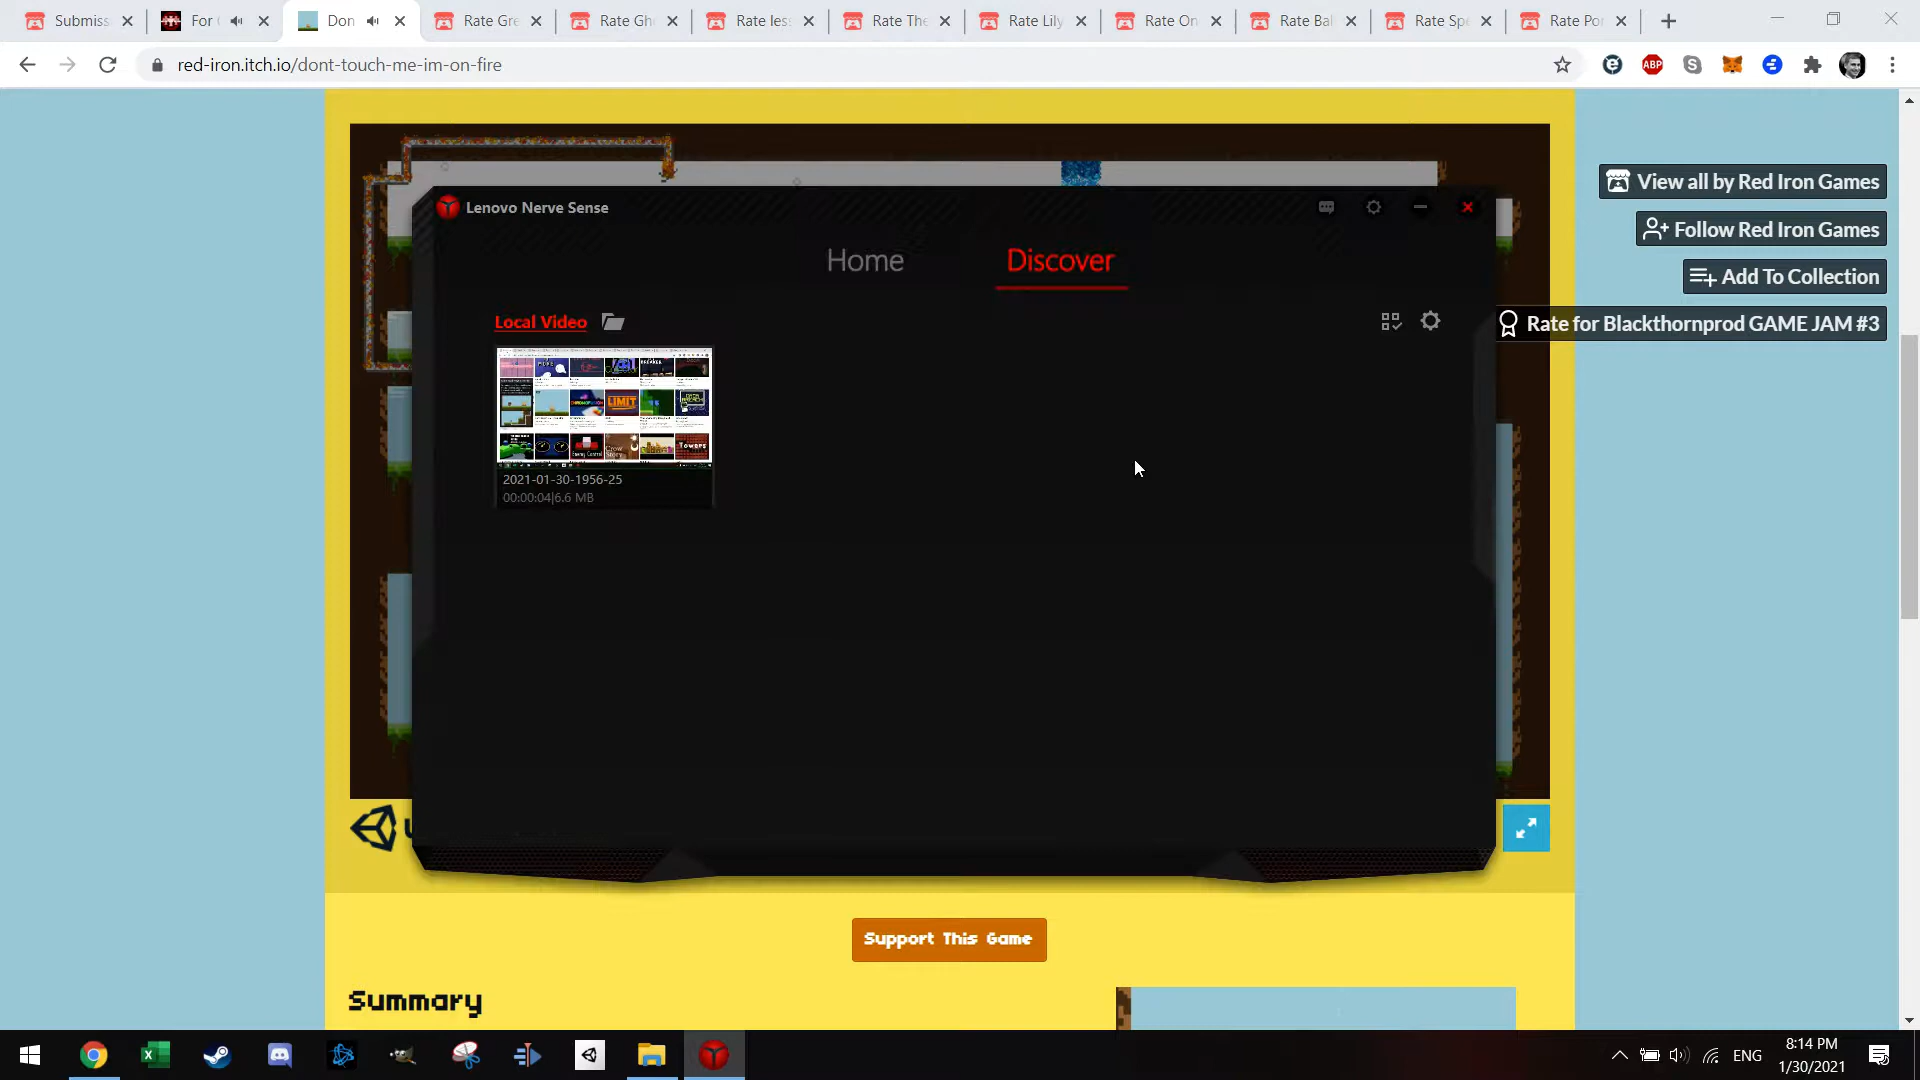 Submiss
For
Don
Rate Gre
Rate Gh
Rate les
Rate The
Rate Lily
Rate On
Rate Bal
Rate Sp
Rate Por
red-iron.itch.io/dont-touch-me-im-on-fire
ABP
View all by Red Iron Games
Follow Red Iron Games
Add To Collection
Rate for Blackthornprod GAME JAM #3
Lenovo Nerve Sense
Home
Discover
Local Video
LIMIT
2021-01-30-1956-25
00:00:04|6.6 MB
Support This Game
Summary
ENG
8:14 PM
1/30/2021